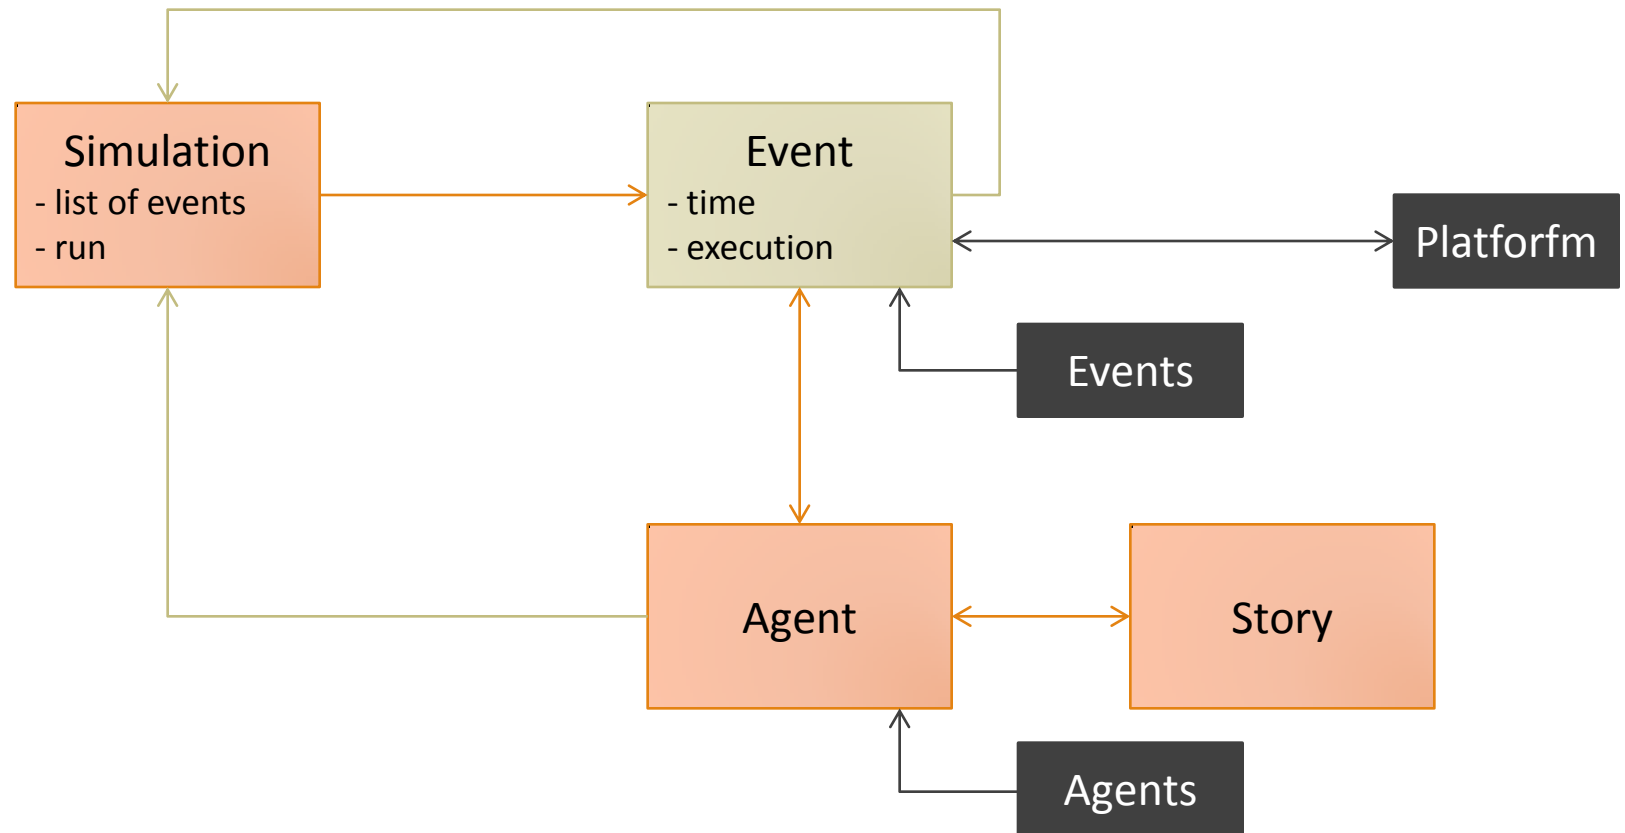 Simulation
- list of events
- run
Event
- time
- execution
Platforfm
Events
Agent
Story
Agents